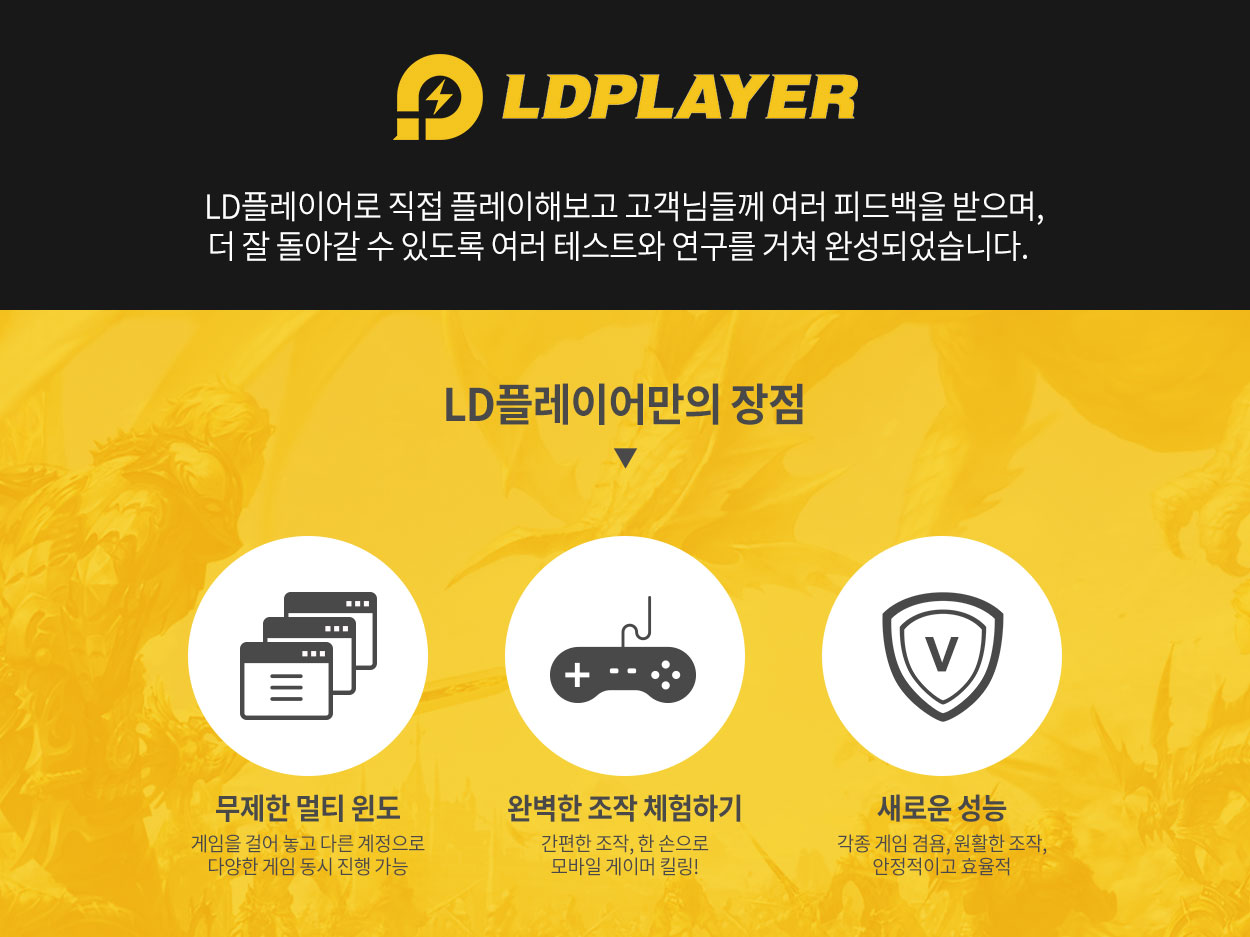 LDPLAYER
LD플레이어로 직접 플레이해보고 고객님들께 여러 피드백을 받으며,
더 잘 돌아갈 수 있도록 여러 테스트와 연구를 거쳐 완성되었습니다.
LD플레이어만의 장점
▼
V
무제한 멀티 윈도
게임을 걸어 놓고 다른 계정으로
다양한 게임 동시 진행 가능
완벽한 조작 체험하기
간편한 조작, 한 손으로
모바일 게이머 킬링!
새로운 성능
각종 게임 겸욤, 원활한 조작,
안정적이고 효율적